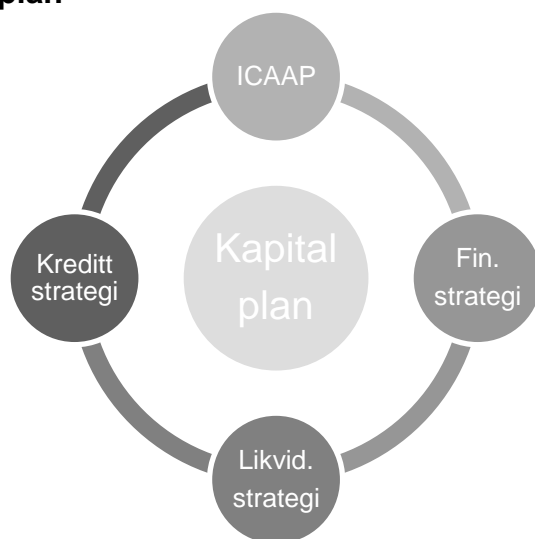 plan
ICAAP
Kapital
plan
Fin.
strategi
Likvid.
strategi
Kreditt
strategi